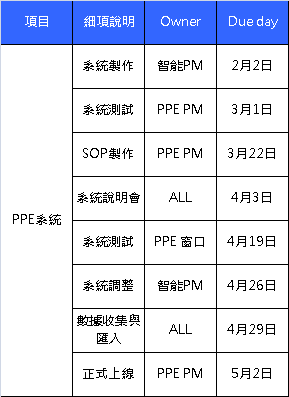 項目 細項說明 Owner Due day
PPE系統
系統製作 智能PM 2月2日
系統測試 PPE PM 3月1日
SOP製作 PPE PM 3月22日
系統說明會 ALL 4月3日
系統測試 PPE 窗口 4月19日
系統調整 智能PM 4月26日
數據收集與
匯入 ALL 4月29日
正式上線 PPE PM 5月2日